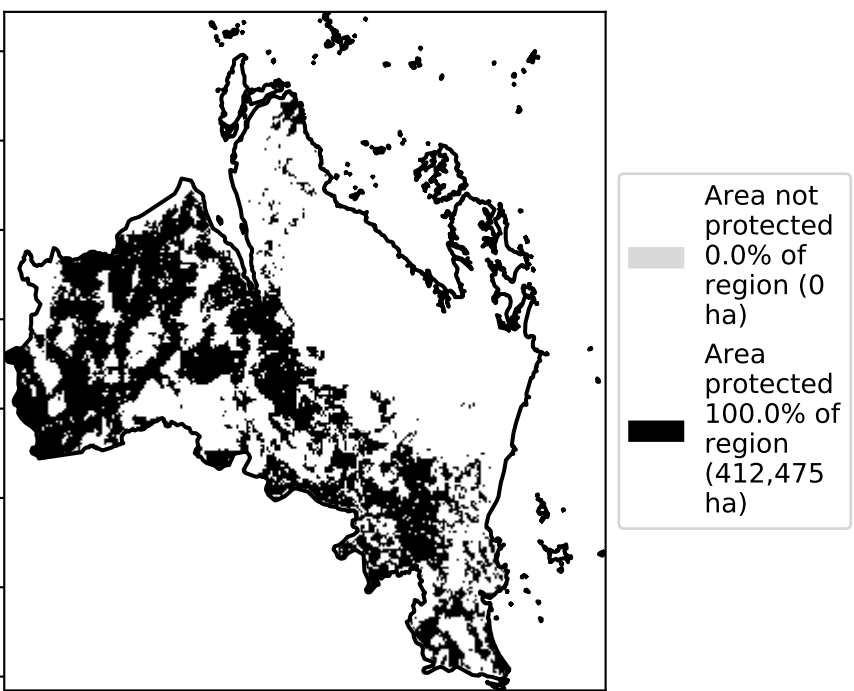 Area not
protected
0.0% of
region (0
ha)
Area
protected
100.0% of
region
(412,475
ha)